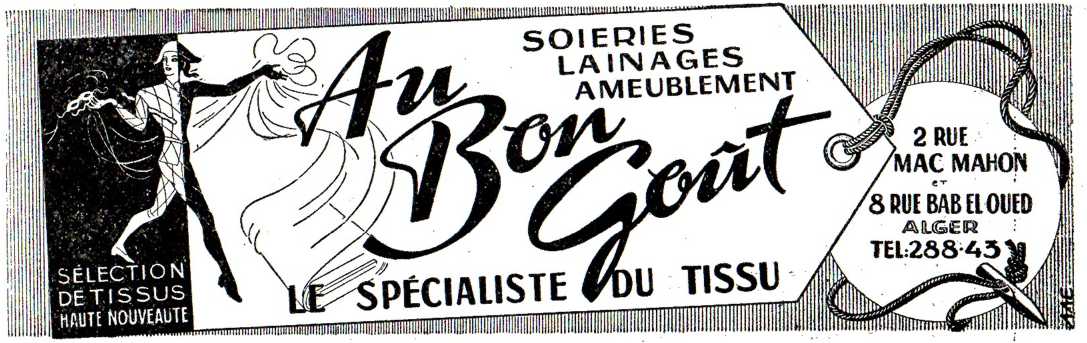 SÉLECTION
DE TISSUS
HAUTE NOUVEAUTÉ
Au
Bon
Goût
SOIERIES
LAINAGES
AMEUBLEMENT
LE SPÉCIALISTE DU TISSU
2 RUE
MAC MAHON
ET
8 RUE BAB EL OUED
ALGER
TEL:288·43